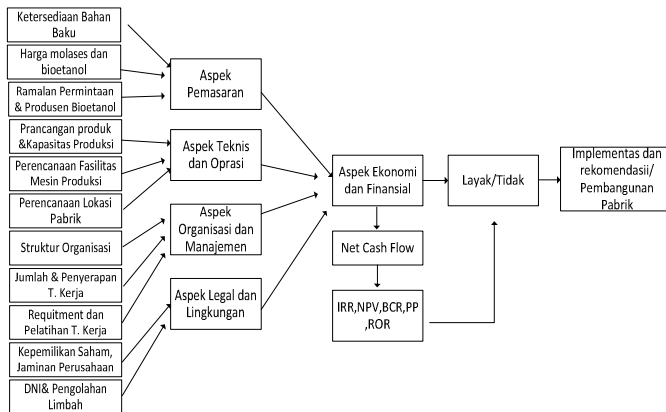 Ketersediaan Bahan
Baku
Harga molases dan
bioetanol
Ramalan Permintaan
& Produsen Bioetanol
Prancangan produk
&Kapasitas Produksi
Perencanaan Fasilitas
Mesin Produksi
Perencanaan Lokasi
Pabrik
Struktur Organisasi
Jumlah & Penyerapan
T. Kerja
Requitment dan
Pelatihan T. Kerja
Kepemilikan Saham,
Jaminan Perusahaan
DNI& Pengolahan
Limbah
Aspek
Pemasaran
Aspek Teknis
dan Oprasi
Aspek
Organisasi dan
Manajemen
Aspek Legal dan
Lingkungan
Aspek Ekonomi
dan Finansial
Net Cash Flow
IRR,NPV,BCR,PP
,ROR
Layak/Tidak
Implementas dan
rekomendasii/
Pembangunan
Pabrik